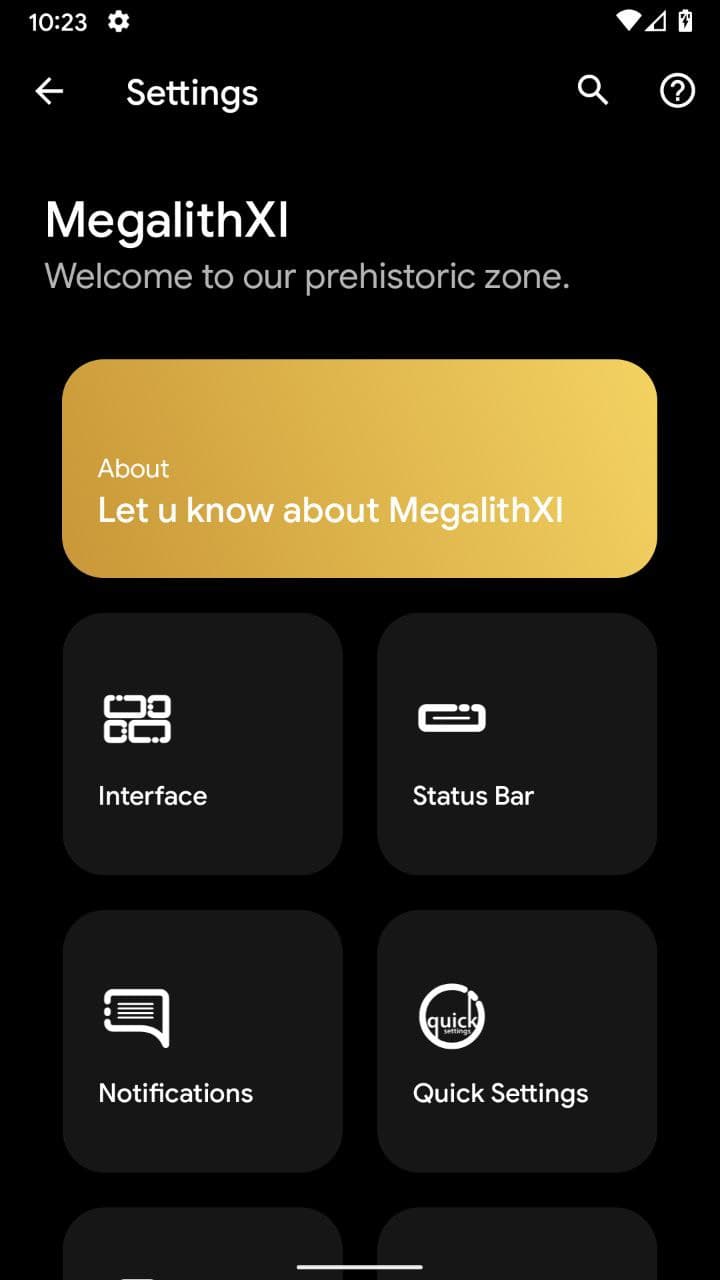 10:23
Settings
MegalithXI
Welcome to our prehistoric zone.
About
Let u know about MegalithXI
Interface
Status Bar
Notifications
quick
settings
Quick Settings